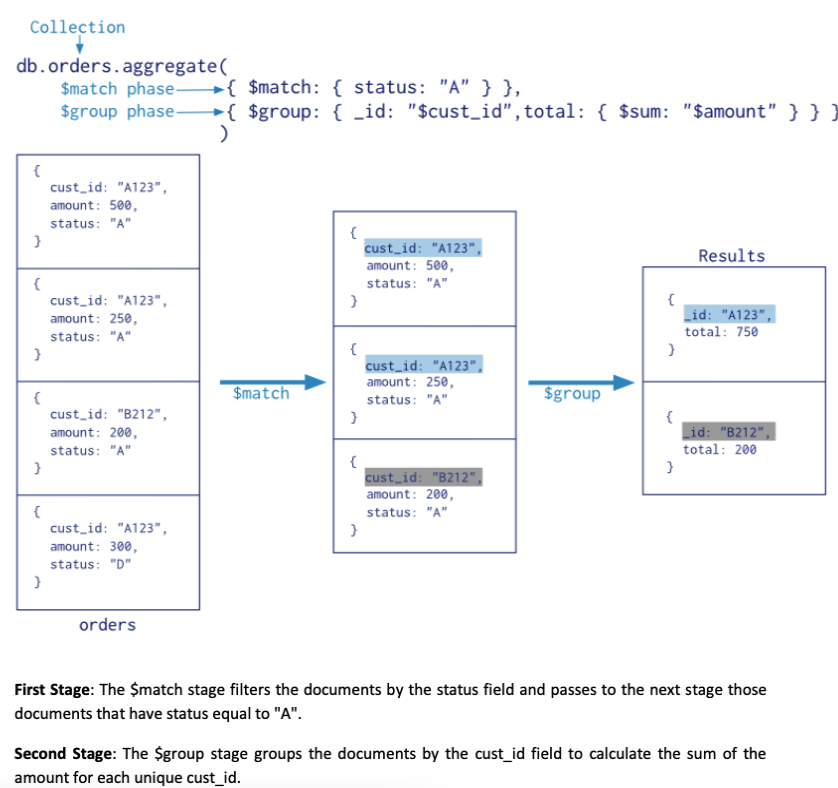 Collection
db.orders.aggregate(
$match phase { $match: { status: "A" } },
$group phase { $group: { _id: "$cust_id",total: { $sum: "$amount" } } }
)
{
cust_id: "A123",
amount: 500,
status: "A"
}
{
cust_id: "A123",
amount: 250,
status: "A"
}
{
cust_id: "B212",
amount: 200,
status: "A"
}
{
cust_id: "A123",
amount: 300,
status: "D"
}
orders
$match
{
cust_id: "A123",
amount: 500,
status: "A"
}
{
cust_id: "A123",
amount: 250,
status: "A"
}
{
cust_id: "B212",
amount: 200,
status: "A"
}
$group
Results
{
_id: "A123",
total: 750
}
{
_id: "B212",
total: 200
}
First Stage: The $match stage filters the documents by the status field and passes to the next stage those
documents that have status equal to "A".
Second Stage: The $group stage groups the documents by the cust_id field to calculate the sum of the
amount for each unique cust_id.